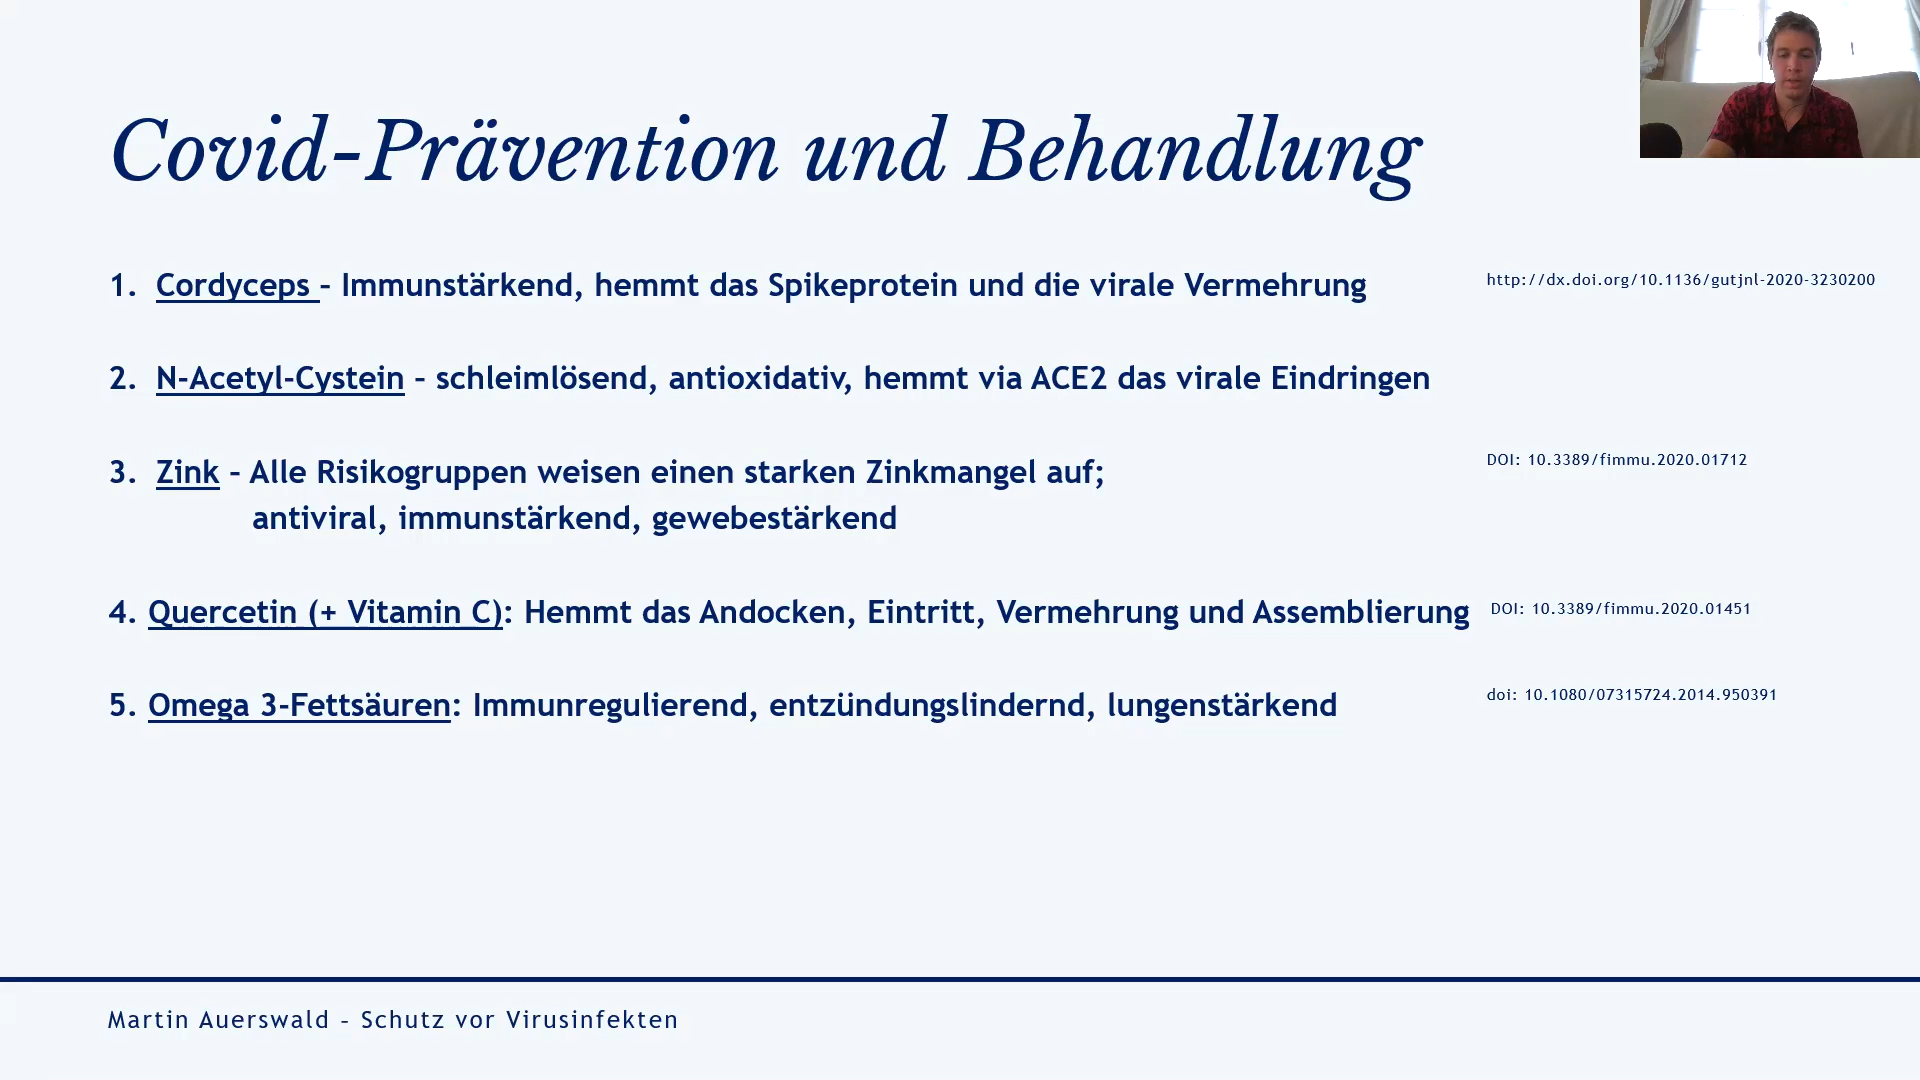 Covid-Prävention und Behandlung
1. Cordyceps – Immunstärkend, hemmt das Spikeprotein und die virale Vermehrung
http://dx.doi.org/10.1136/gutjnl-2020-3230200
2. N-Acetyl-Cystein – schleimlösend, antioxidativ, hemmt via ACE2 das virale Eindringen
3. Zink – Alle Risikogruppen weisen einen starken Zinkmangel auf;
DOI: 10.3389/fimmu.2020.01712
antiviral, immunstärkend, gewebestärkend
4. Quercetin (+ Vitamin C): Hemmt das Andocken, Eintritt, Vermehrung und Assemblierung
DOI: 10.3389/fimmu.2020.01451
5. Omega 3-Fettsäuren: Immunregulierend, entzündungslindernd, lungenstärkend
doi: 10.1080/07315724.2014.950391
Martin Auerswald – Schutz vor Virusinfekten